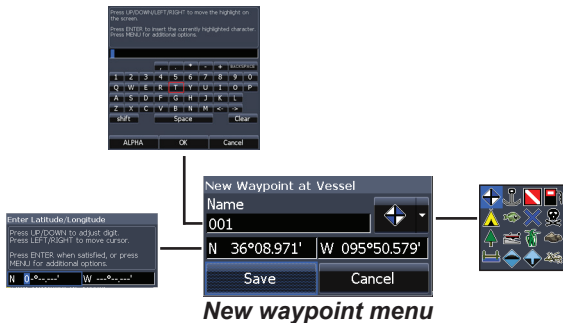 Press UP/DOWN/LEFT/RIGHT to move the highlight on
the screen.
Press ENTER to insert the currently highlighted character.
Press MENU for additional options.
, . * - + BACKSPACE
1 2 3 4 5 6 7 8 9 0
Q W E R T Y U I O P
A S D F G H J K L
Z X C V B N M <- ->
shift Space Clear
ALPHA OK Cancel
New Waypoint at Vessel
Name
001
N 36°08.971' W 095°50.579'
Save Cancel
Enter Latitude/Longitude
Press UP/DOWN to adjust digit.
Press LEFT/RIGHT to move cursor.
Press ENTER when satisfied, or press
MENU for additional options.
N 0-°--.---' W ---°--.---'
New waypoint menu